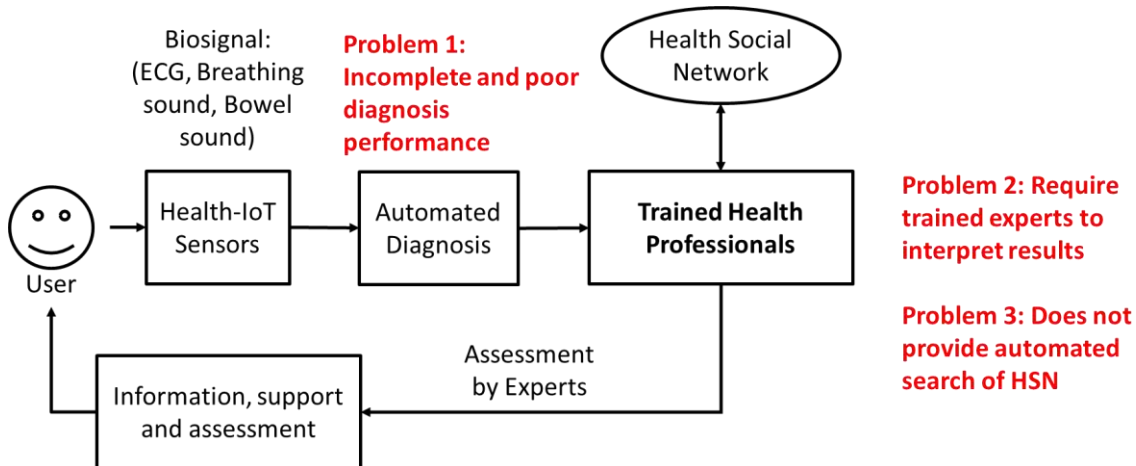 Biosignal:
(ECG, Breathing
sound, Bowel
sound)
Problem 1:
Incomplete and poor
diagnosis
performance
Health Social
Network
User
Health-IoT
Sensors
Automated
Diagnosis
Trained Health
Professionals
Problem 2: Require
trained experts to
interpret results
Problem 3: Does not
provide automated
search of HSN
Assessment
by Experts
Information, support
and assessment